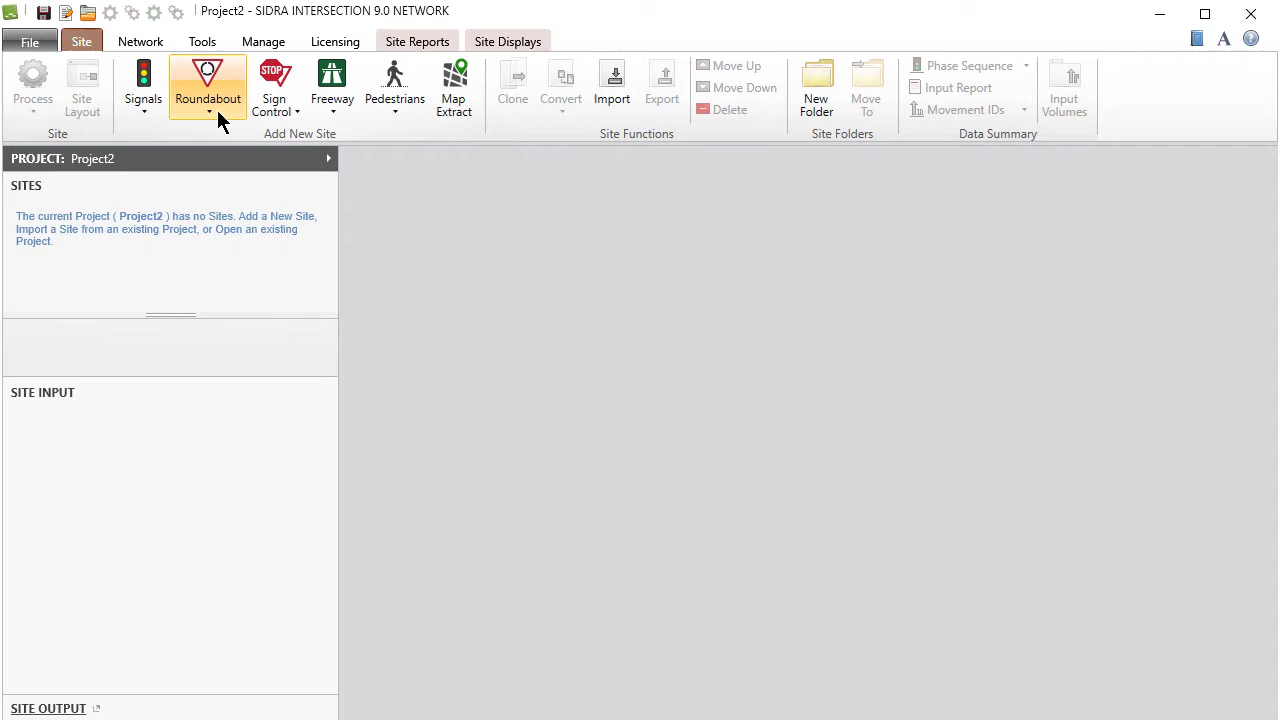 Project2 - SIDRA INTERSECTION 9.0 NETWORK
File Site Network Tools Manage Licensing Site Reports Site Displays
Process
Site
Layout
Site
Signals
Roundabout
STOP
Sign
Control
Freeway
Pedestrians
Map
Extract
Add New Site
Clone
Convert
Import
Export
Move Up
Move Down
Delete
Site Functions
New
Folder
Move
To
Site Folders
Phase Sequence
Input Report
Movement IDs
Input
Volumes
Data Summary
PROJECT: Project2
SITES
The current Project ( Project2 ) has no Sites. Add a New Site,
Import a Site from an existing Project, or Open an existing
Project.
SITE INPUT
SITE OUTPUT